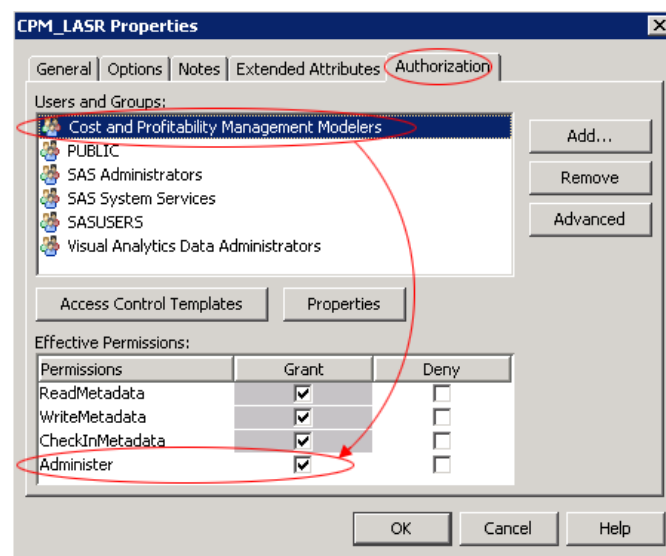 CPM_LASR Properties
General Options Notes Extended Attributes Authorization
Users and Groups:
Cost and Profitability Management Modelers
PUBLIC
SAS Administrators
SAS System Services
SASUSERS
Visual Analytics Data Administrators
Add...
Remove
Advanced
Access Control Templates Properties
Effective Permissions:
Permissions Grant Deny
ReadMetadata
WriteMetadata
CheckInMetadata
Administer
OK Cancel Help